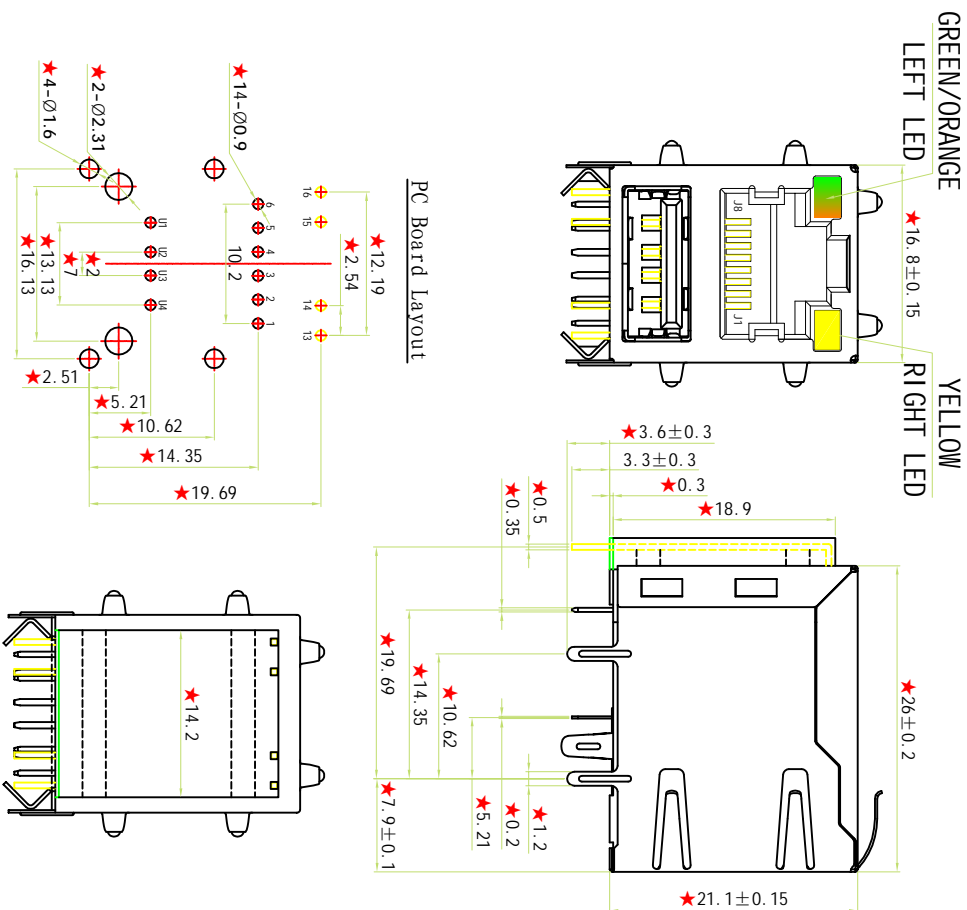 GREEN/ORANGE
LEFT LED
YELLOW
RIGHT LED
★16.8±0.15
J8
J1
★4-Ø1.6
★2-Ø2.31
★14-Ø0.9
PC Board Layout
16
15
14
13
6
5
4
3
2
1
U1
U2
U3
U4
10.2
★12.19
★2.54
★2
★7
★13.13
★16.13
★2.51
★5.21
★10.62
★14.35
★19.69
★3.6±0.3
3.3±0.3
★0.3
★18.9
★0.5
★0.35
★19.69
★14.35
★10.62
★5.21
★0.2
★1.2
★7.9±0.1
★26±0.2
★21.1±0.15
★14.2